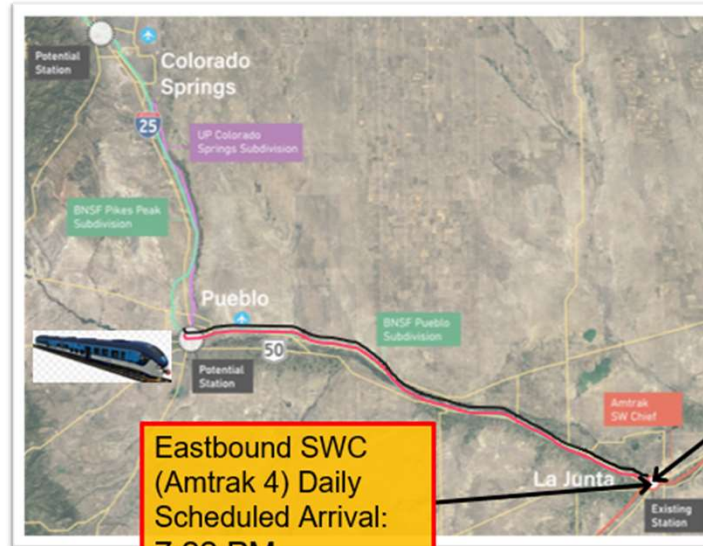 Potential
Station
Colorado
Springs
25
UP Colorado
Springs Subdivision
BNSF Pikes Peak
Subdivision
Pueblo
BNSF Pueblo
Subdivision
50
Potential
Station
Amtrak
SW Chief
Eastbound SWC
(Amtrak 4) Daily
Scheduled Arrival:
La Junta
Existing
Station
PM